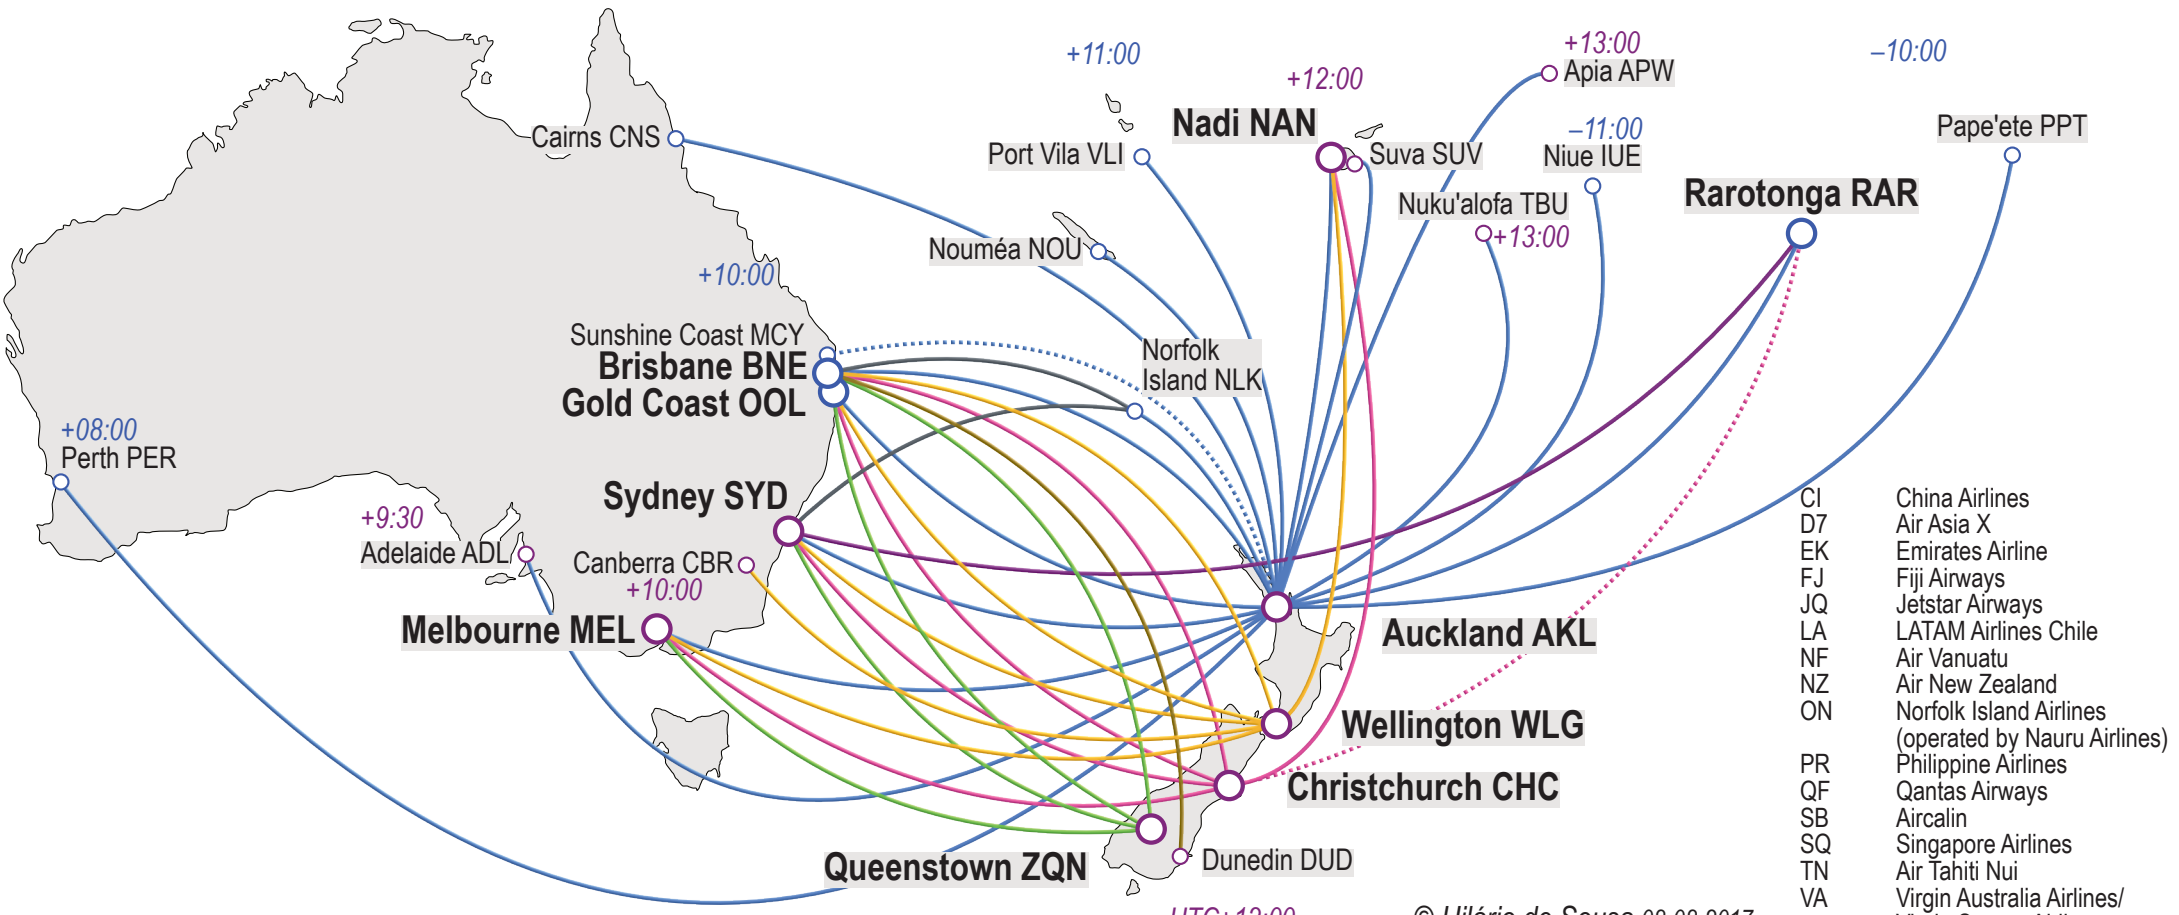 +11:00
+12:00
+13:00
Apia APW
–10:00
Cairns CNS
Port Vila VLI
Nadi NAN
Suva SUV
–11:00
Niue IUE
Pape'ete PPT
Nuku'alofa TBU
+13:00
Rarotonga RAR
Nouméa NOU
+10:00
Sunshine Coast MCY
Brisbane BNE
Gold Coast OOL
Norfolk
Island NLK
+08:00
Perth PER
Sydney SYD
+9:30
Adelaide ADL
Canberra CBR
+10:00
Melbourne MEL
Auckland AKL
Wellington WLG
Christchurch CHC
Queenstown ZQN
Dunedin DUD
CI China Airlines
D7 Air Asia X
EK Emirates Airline
FJ Fiji Airways
JQ Jetstar Airways
LA LATAM Airlines Chile
NF Air Vanuatu
NZ Air New Zealand
ON Norfolk Island Airlines
(operated by Nauru Airlines)
PR Philippine Airlines
QF Qantas Airways
SB Aircalin
SQ Singapore Airlines
TN Air Tahiti Nui
VA Virgin Australia Airlines/
UTC+12:00
© Hilário de Sousa